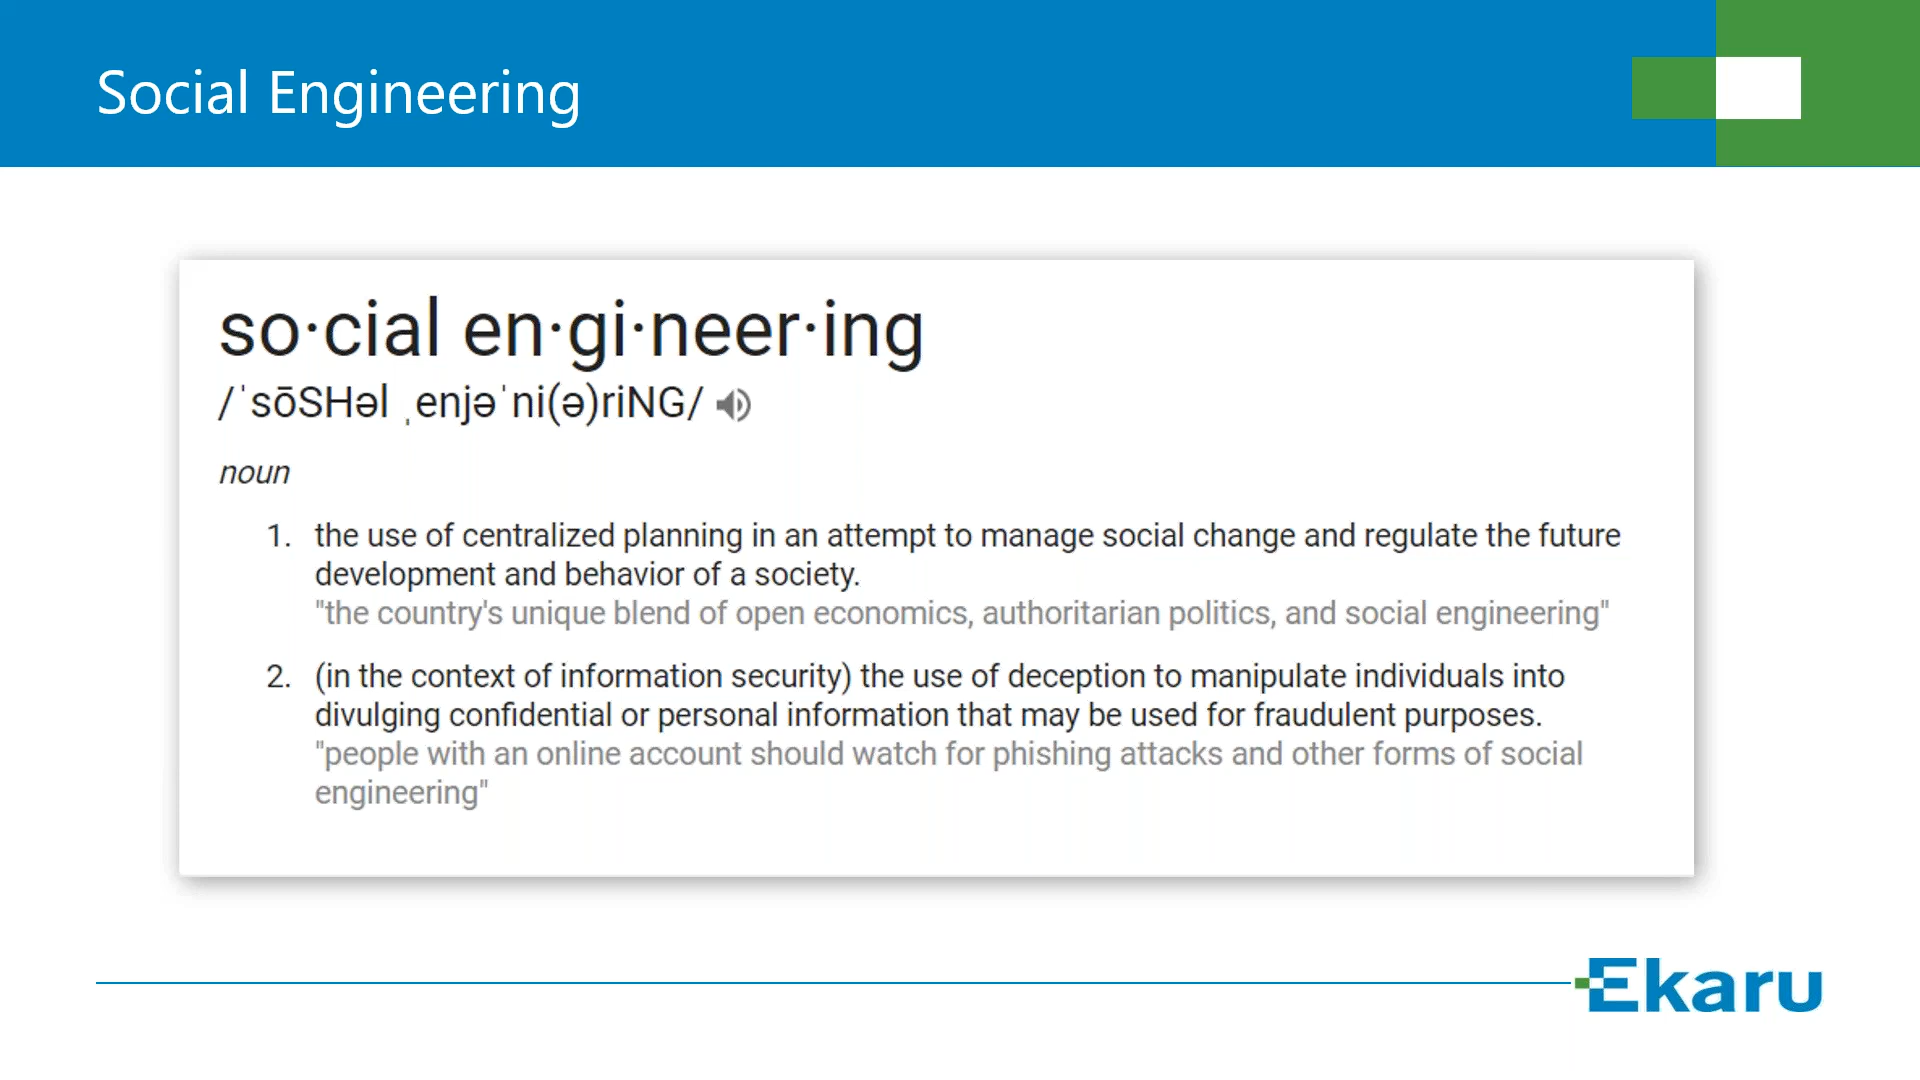 Social Engineering
so·cial en·gi·neer·ing
/ˈsōSHəl ˌenjəˈni(ə)riNG/
noun
1. the use of centralized planning in an attempt to manage social change and regulate the future
development and behavior of a society.
"the country's unique blend of open economics, authoritarian politics, and social engineering"
2. (in the context of information security) the use of deception to manipulate individuals into
divulging confidential or personal information that may be used for fraudulent purposes.
"people with an online account should watch for phishing attacks and other forms of social
engineering"
Ekaru